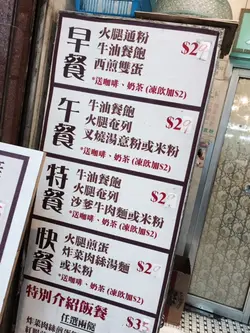 早餐
火腿通粉
牛油餐飽
西煎雙蛋
*送咖啡、奶茶(凍飲加$2)
午餐
牛油餐飽
火腿奄列
叉燒湯意粉或米粉
*送咖啡、奶茶(凍飲加$2)
特餐
牛油餐飽
火腿奄列
沙爹牛肉麵或米粉
*送咖啡、奶茶(凍飲加$2)
快餐
火腿煎蛋
炸菜肉絲湯麵
或米粉
*送咖啡、奶茶(凍飲加$2)
特別介紹飯餐
任選兩餸 $35